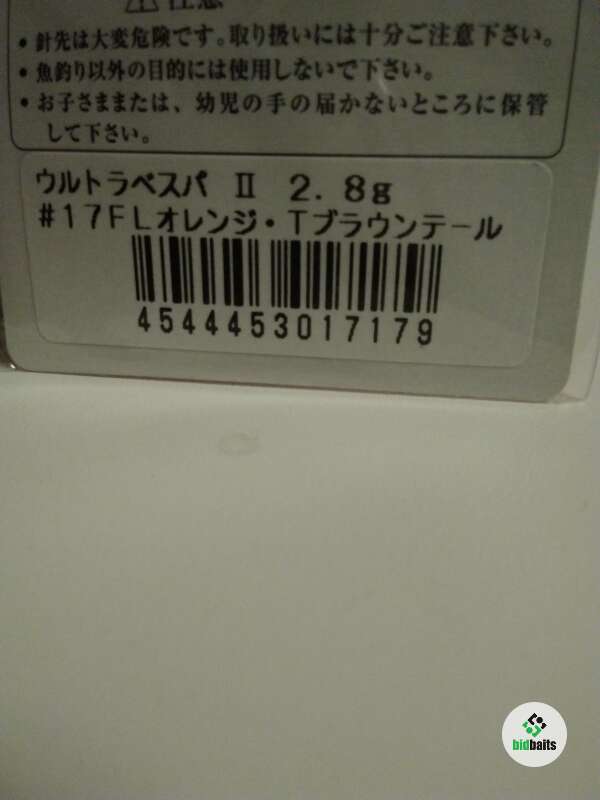 ⚠ 注意
・針先は大変危険です。取り扱いには十分ご注意下さい。
・魚釣り以外の目的には使用しないで下さい。
・お子さままたは、幼児の手の届かないところに保管
して下さい。
ウルトラベスパ Ⅱ 2.8g
#17FLオレンジ・Tブラウンテール
4544453017179
bidbaits